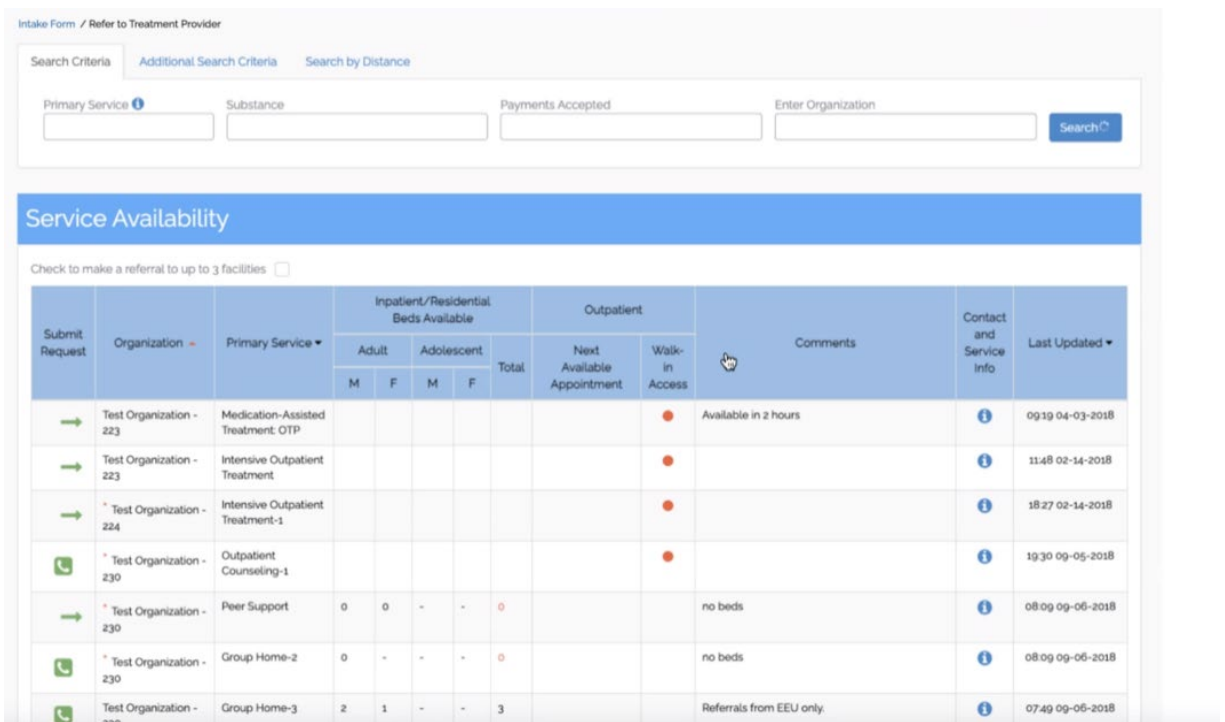 Intake Form / Refer to Treatment Provider
Search Criteria Additional Search Criteria Search by Distance
Primary Service Substance Payments Accepted Enter Organization
Search
Service Availability
Check to make a referral to up to 3 facilities
Submit Request Organization Primary Service Inpatient/Residential Beds Available Outpatient Comments Contact and Service Info Last Updated
Adult Adolescent Total Next Available Appointment Walk-in Access
M F M F
Test Organization - 223 Medication-Assisted Treatment: OTP Available in 2 hours 09:19 04-03-2018
Test Organization - 223 Intensive Outpatient Treatment 11:48 02-14-2018
* Test Organization - 224 Intensive Outpatient Treatment-1 18:27 02-14-2018
* Test Organization - 230 Outpatient Counseling-1 19:30 09-05-2018
* Test Organization - 230 Peer Support 0 0 - - 0 no beds 08:09 09-06-2018
* Test Organization - 230 Group Home-2 0 - - - 0 no beds 08:09 09-06-2018
Test Organization - Group Home-3 2 1 - - 3 Referrals from EEU only. 07:49 09-06-2018